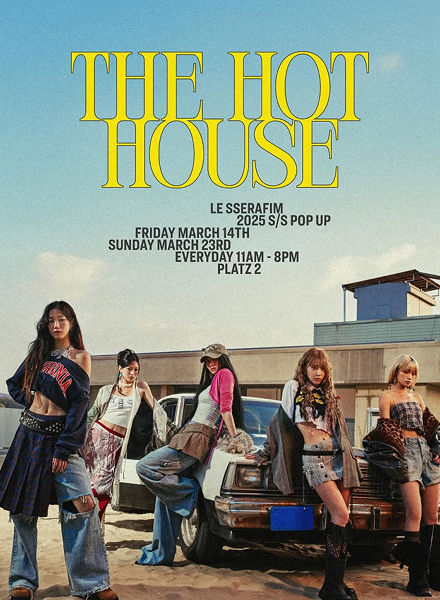 THE HOT
HOUSE
LE SSERAFIM
2025 S/S POP UP
FRIDAY MARCH 14TH
SUNDAY MARCH 23RD
EVERYDAY 11AM - 8PM
PLATZ 2